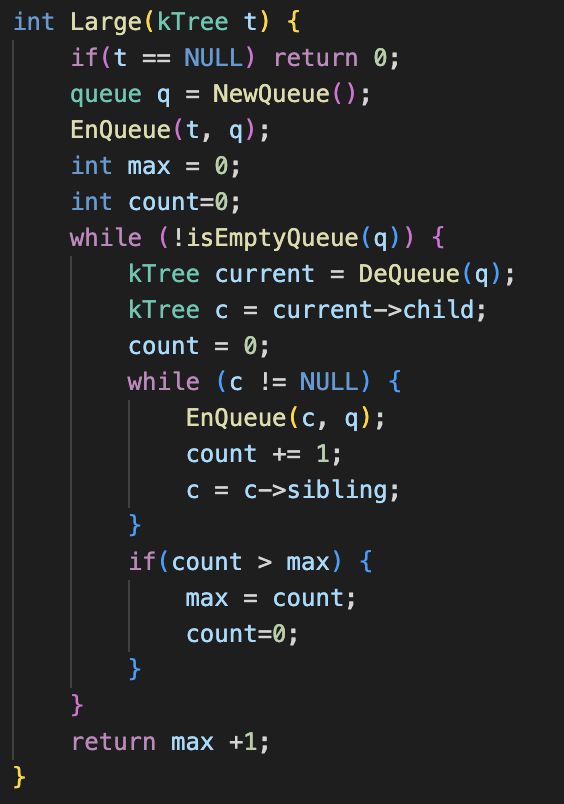 int Large(kTree t) {
    if(t == NULL) return 0;
    queue q = NewQueue();
    EnQueue(t, q);
    int max = 0;
    int count=0;
    while (!isEmptyQueue(q)) {
        kTree current = DeQueue(q);
        kTree c = current->child;
        count = 0;
        while (c != NULL) {
            EnQueue(c, q);
            count += 1;
            c = c->sibling;
        }
        if(count > max) {
            max = count;
            count=0;
        }
    }
    return max +1;
}